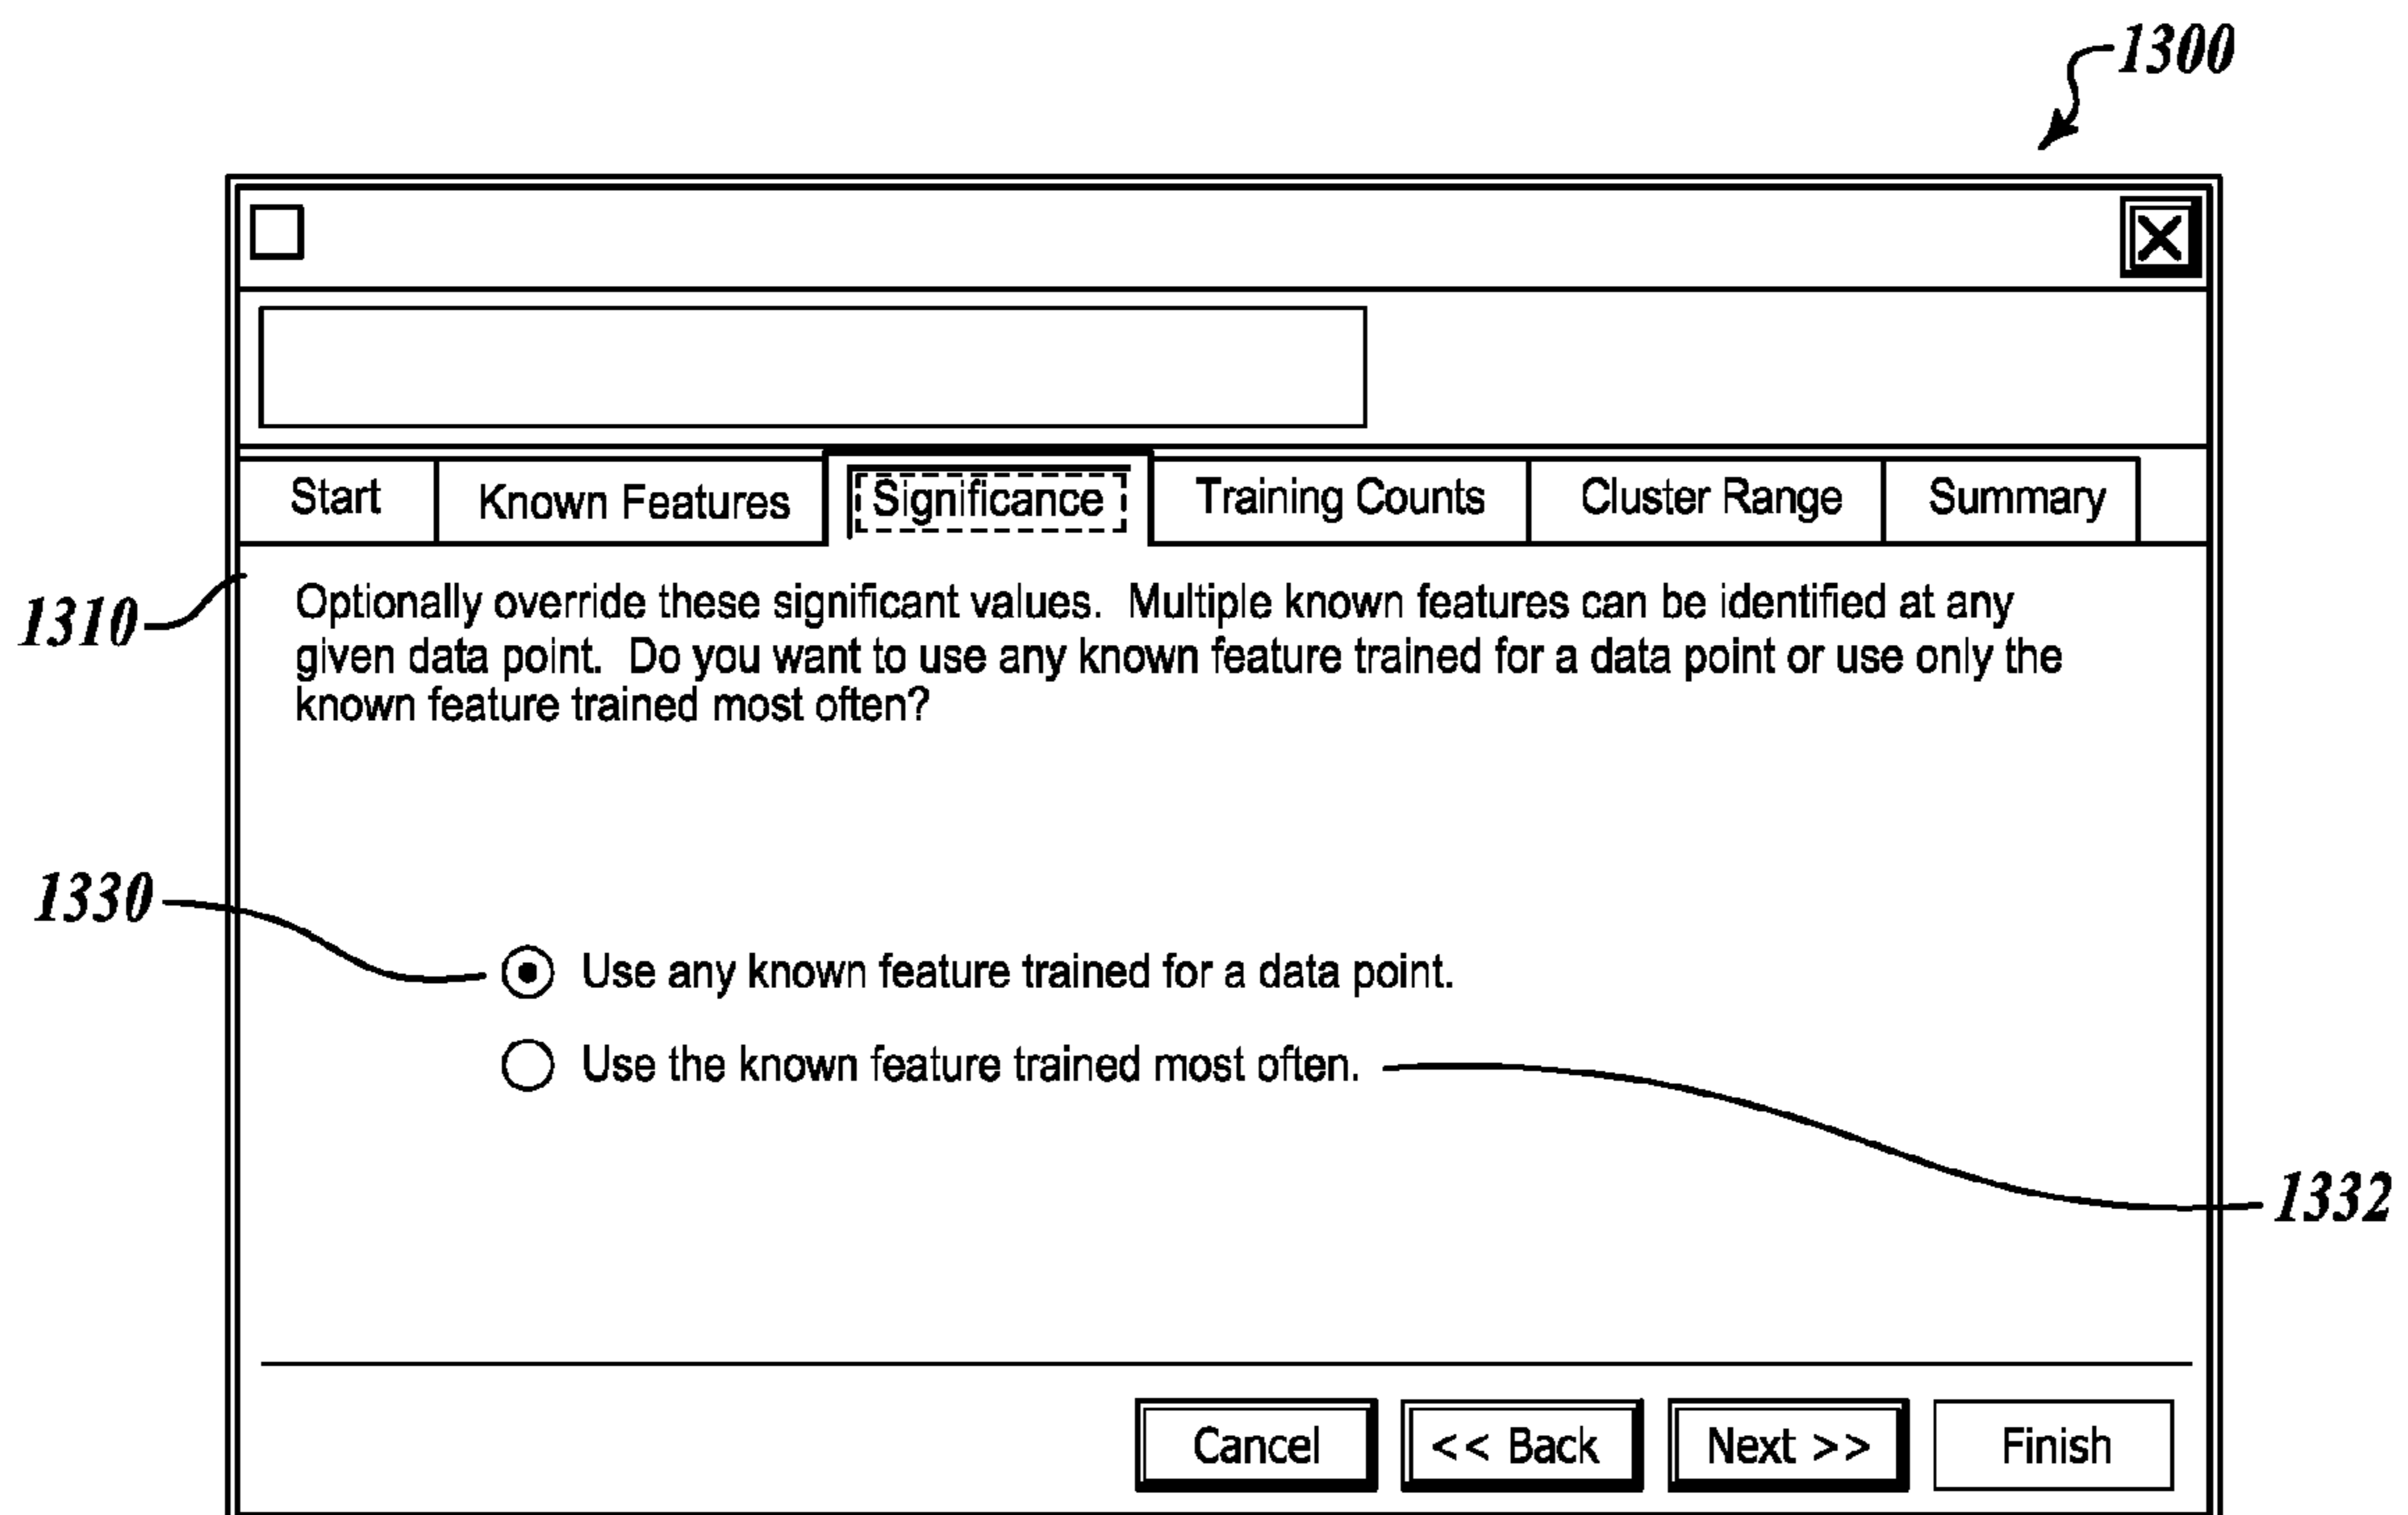 1300
Start Known Features Significance Training Counts Cluster Range Summary
1310
Optionally override these significant values. Multiple known features can be identified at any
given data point. Do you want to use any known feature trained for a data point or use only the
known feature trained most often?
1330
Use any known feature trained for a data point.
Use the known feature trained most often.
1332
Cancel << Back Next >> Finish